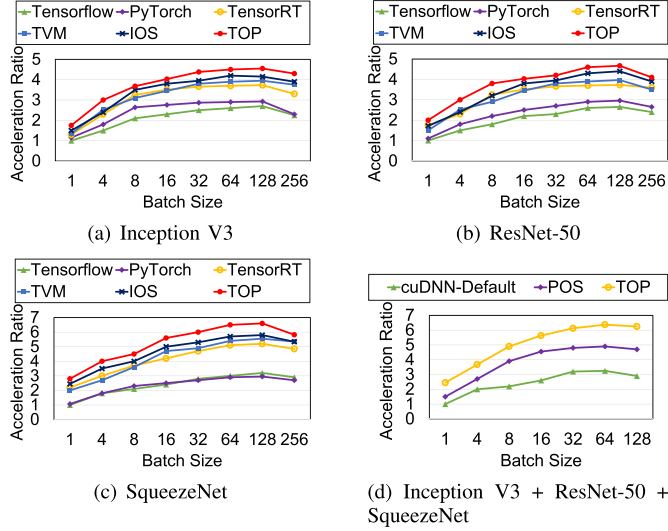 Tensorflow PyTorch TensorRT
TVM IOS TOP
Acceleration Ratio
5
4
3
2
1
0
1 4 8 16 32 64 128 256
Batch Size
(a) Inception V3
Tensorflow PyTorch TensorRT
TVM IOS TOP
Acceleration Ratio
5
4
3
2
1
0
1 4 8 16 32 64 128 256
Batch Size
(b) ResNet-50
Tensorflow PyTorch TensorRT
TVM IOS TOP
Acceleration Ratio
7
6
5
4
3
2
1
0
1 4 8 16 32 64 128 256
Batch Size
(c) SqueezeNet
cuDNN-Default POS TOP
Acceleration Ratio
7
6
5
4
3
2
1
0
1 4 8 16 32 64 128
Batch Size
(d) Inception V3 + ResNet-50 +
SqueezeNet